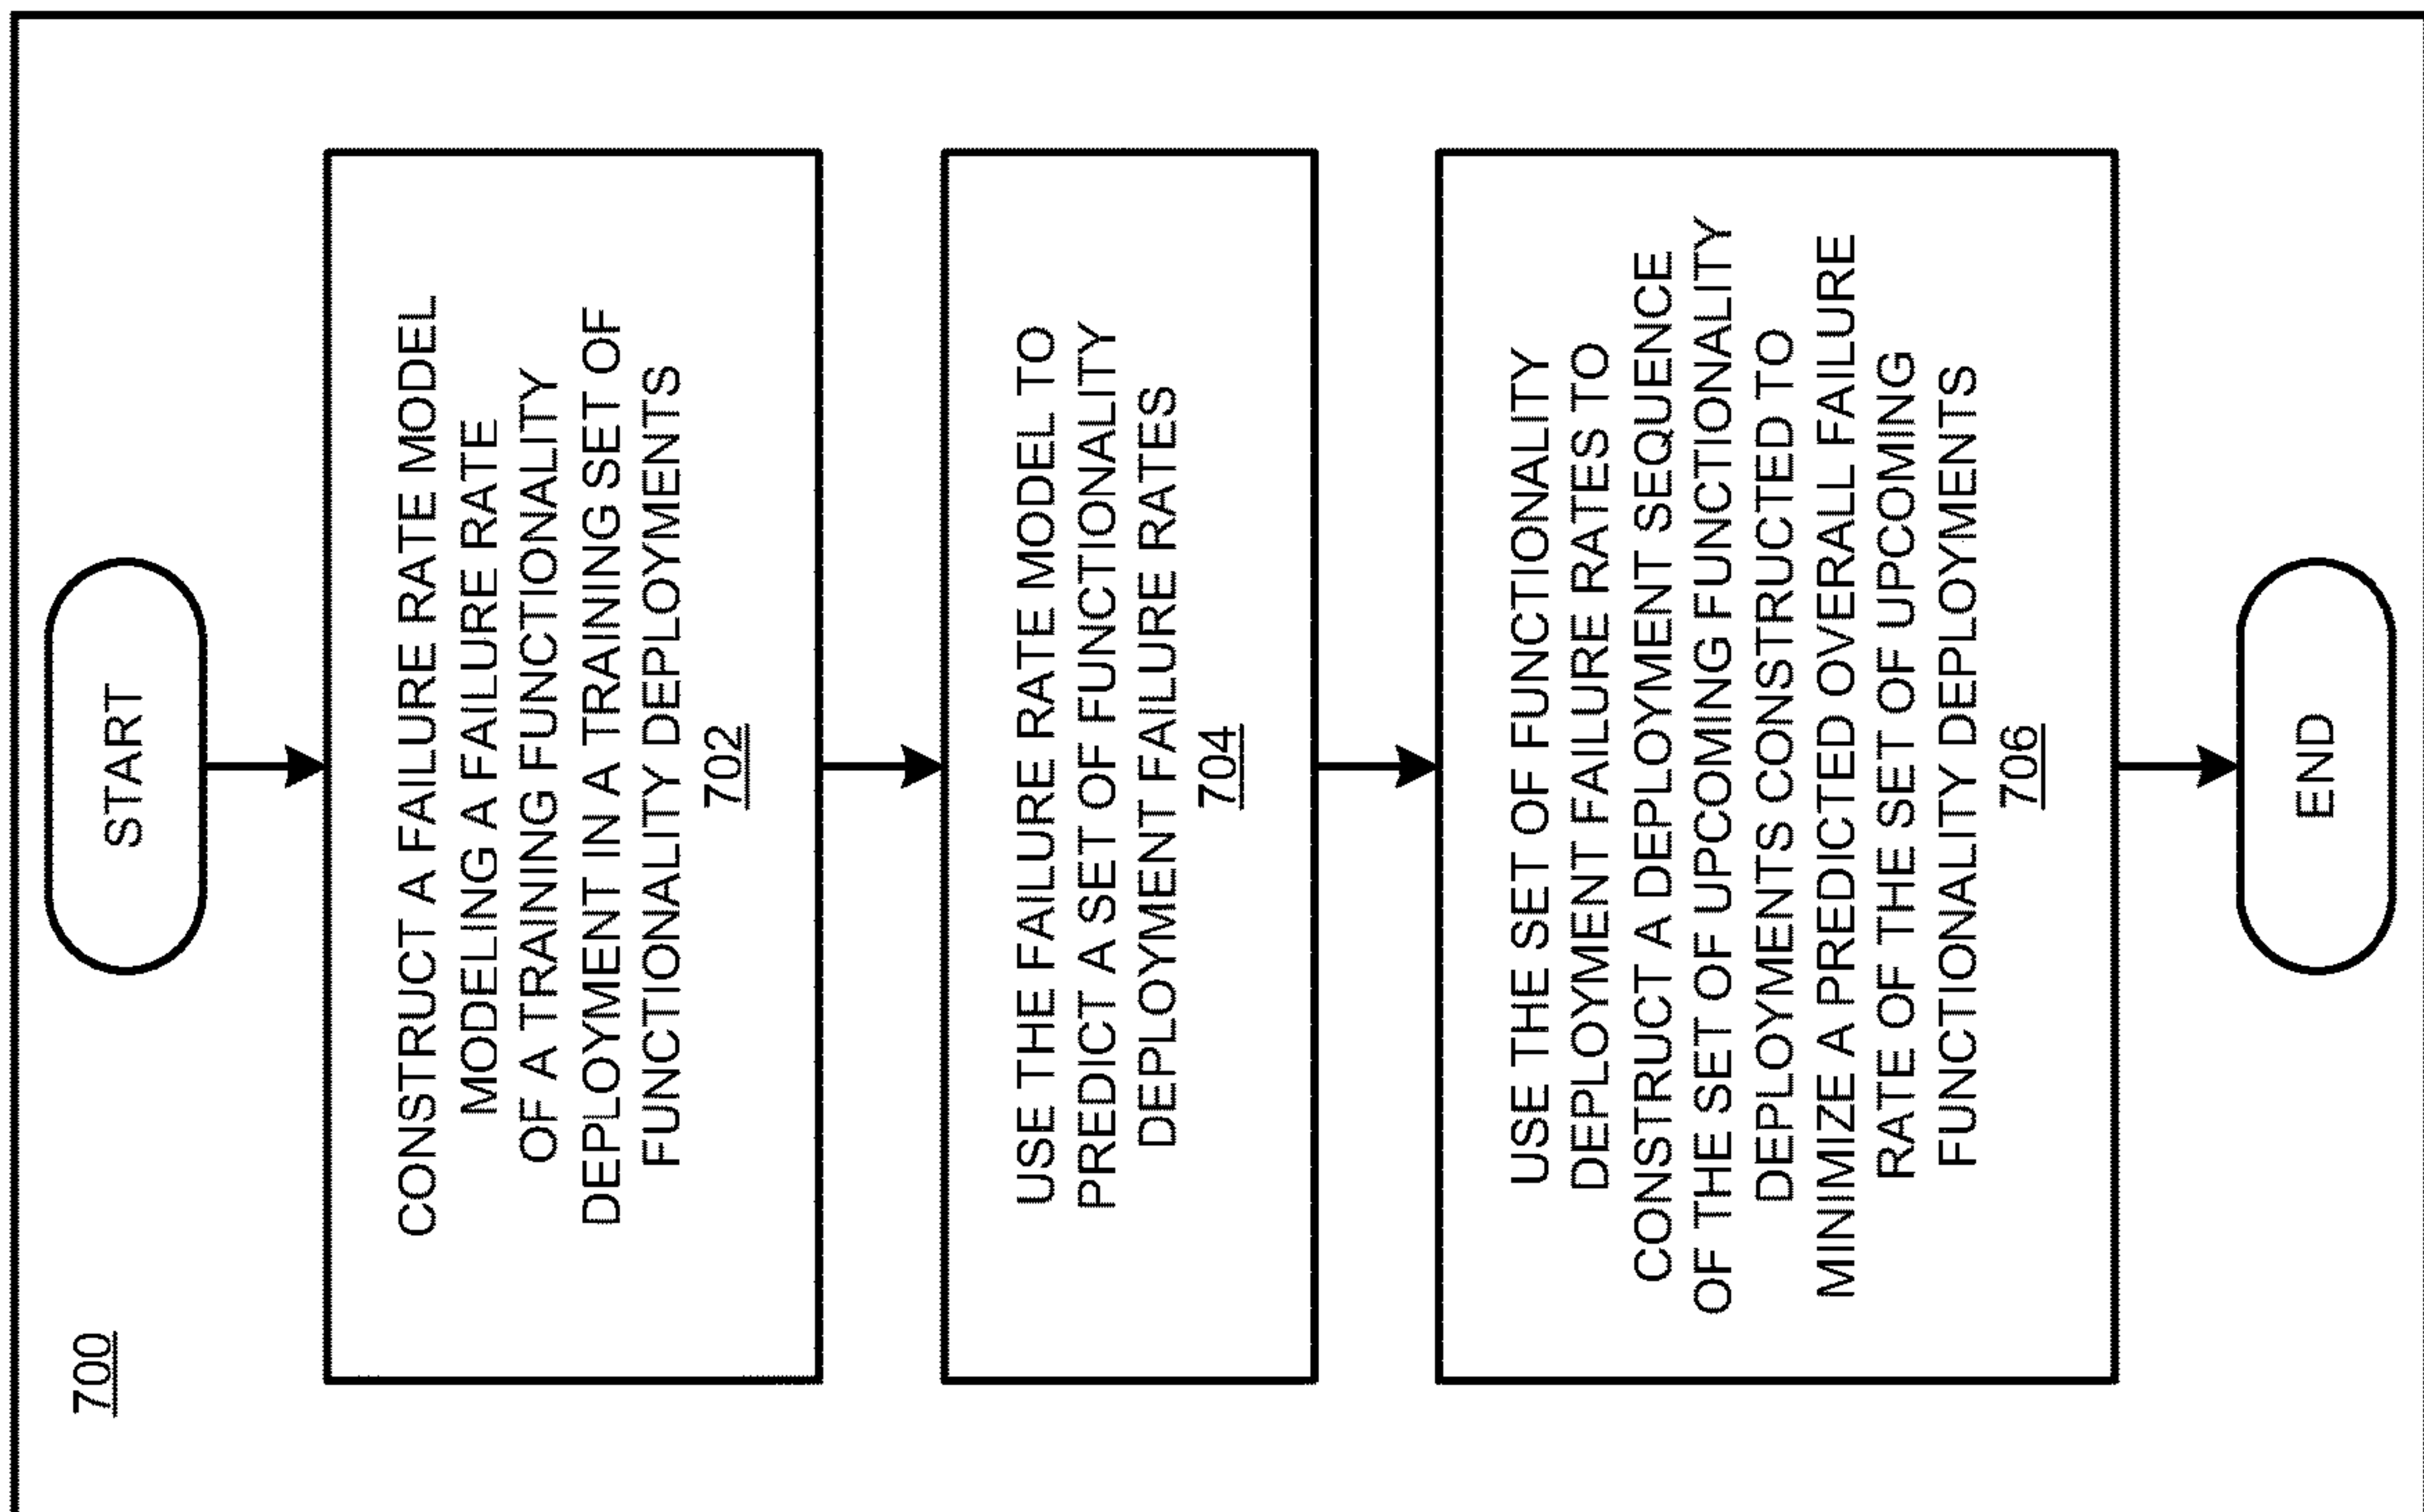 700
START
CONSTRUCT A FAILURE RATE MODEL
MODELING A FAILURE RATE
OF A TRAINING FUNCTIONALITY
DEPLOYMENT IN A TRAINING SET OF
FUNCTIONALITY DEPLOYMENTS
702
USE THE FAILURE RATE MODEL TO
PREDICT A SET OF FUNCTIONALITY
DEPLOYMENT FAILURE RATES
704
USE THE SET OF FUNCTIONALITY
DEPLOYMENT FAILURE RATES TO
CONSTRUCT A DEPLOYMENT SEQUENCE
OF THE SET OF UPCOMING FUNCTIONALITY
DEPLOYMENTS CONSTRUCTED TO
MINIMIZE A PREDICTED OVERALL FAILURE
RATE OF THE SET OF UPCOMING
FUNCTIONALITY DEPLOYMENTS
706
END